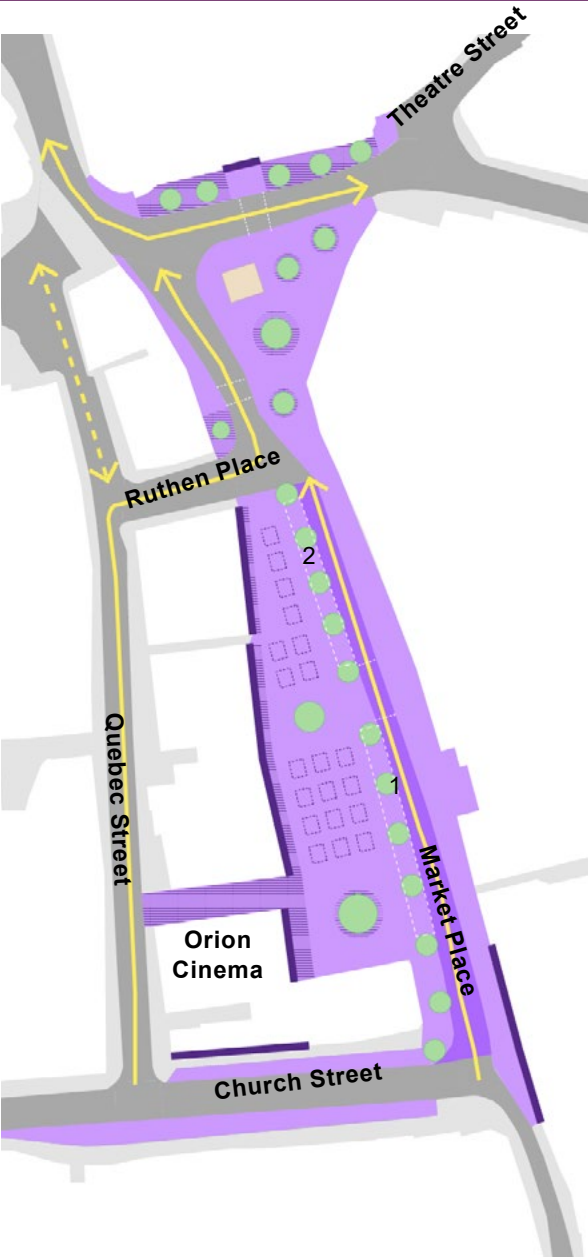 Theatre Street
Ruthen Place
2
Quebec Street
1
Market Place
Orion
Cinema
Church Street